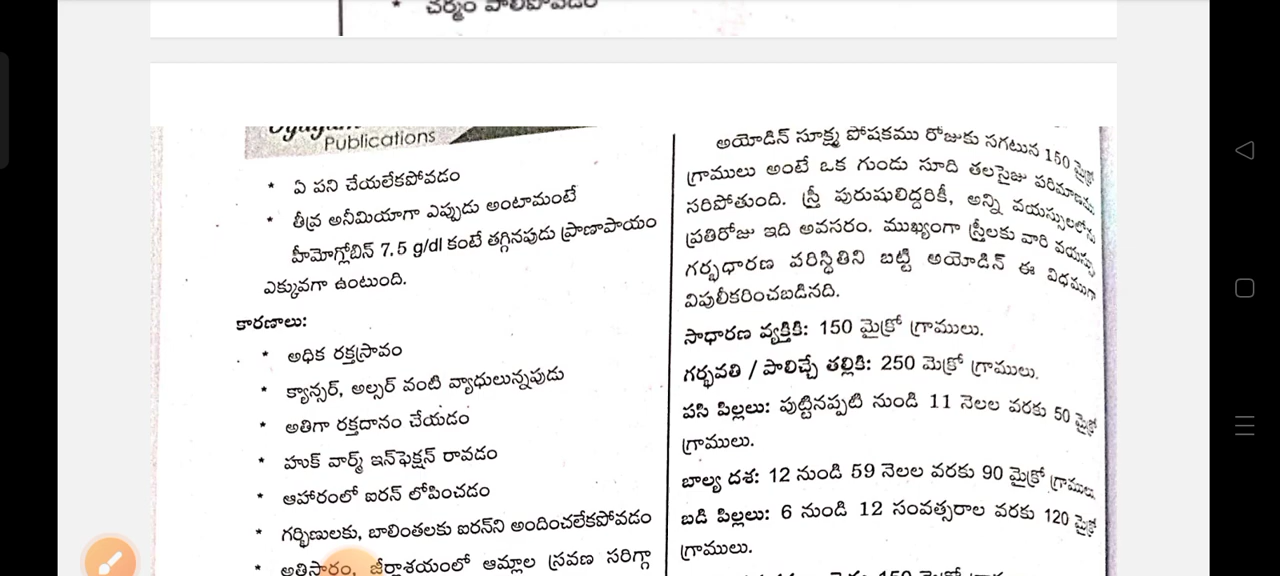 * చర్మం పాలిపోవడం
Publications
* ఏ పని చేయలేకపోవడం
* తీవ్ర అనీమియాగా ఎప్పుడు అంటామంటే
హీమోగ్లోబిన్ 7.5 g/dl కంటే తగ్గినపుడు ప్రాణాపాయం
ఎక్కువగా ఉంటుంది.
కారణాలు:
* అధిక రక్తస్రావం
* క్యాన్సర్, అల్సర్ వంటి వ్యాధులున్నపుడు
* అతిగా రక్తదానం చేయడం
* హుక్ వార్మ్ ఇన్‌ఫెక్షన్ రావడం
* ఆహారంలో ఐరన్ లోపించడం
* గర్భిణులకు, బాలింతలకు ఐరన్‌ని అందించలేకపోవడం
* అతిసారం, జీర్ణాశయంలో ఆమ్లాల స్రవణ సరిగ్గా
అయోడిన్ సూక్ష్మ పోషకము రోజుకు సగటున 150 మైక్రో
గ్రాములు అంటే ఒక గుండు సూది తలసైజు పరిమాణము
సరిపోతుంది. స్త్రీ పురుషులిద్దరికీ, అన్ని వయస్సులలోను
ప్రతిరోజు ఇది అవసరం. ముఖ్యంగా స్త్రీలకు వారి వయస్సు
గర్భధారణ పరిస్థితిని బట్టి అయోడిన్ ఈ విధముగా
విపులీకరించబడినది.
సాధారణ వ్యక్తికి: 150 మైక్రో గ్రాములు.
గర్భవతి / పాలిచ్చే తల్లికి: 250 మెక్రో గ్రాములు.
పసి పిల్లలు: పుట్టినప్పటి నుండి 11 నెలల వరకు 50 మైక్రో
గ్రాములు.
బాల్య దశ: 12 నుండి 59 నెలల వరకు 90 మైక్రో గ్రాములు.
బడి పిల్లలు: 6 నుండి 12 సంవత్సరాల వరకు 120 మైక్రో
గ్రాములు.